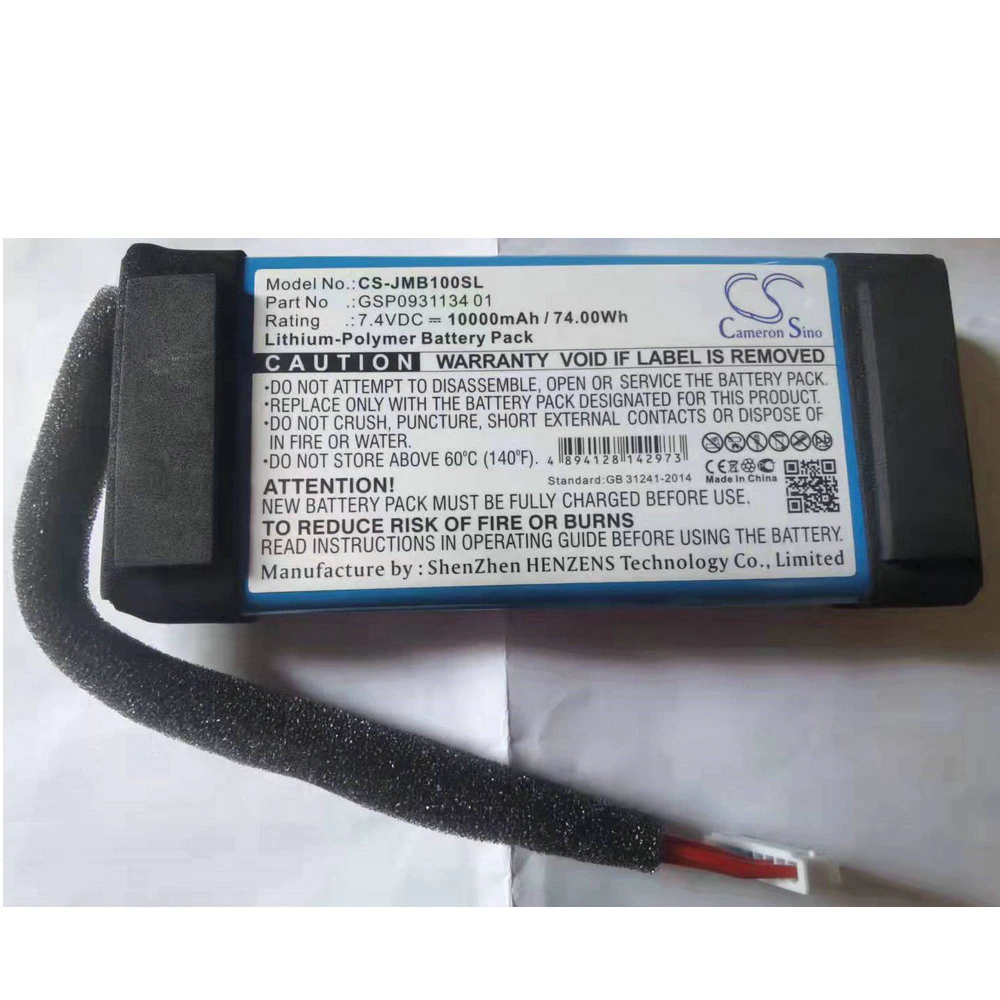 Model No.:CS-JMB100SL
Part No .:GSP0931134 01
Rating .:7.4VDC ⎓ 10000mAh / 74.00Wh
Lithium-Polymer Battery Pack
CS
Cameron Sino
CAUTION WARRANTY VOID IF LABEL IS REMOVED
•DO NOT ATTEMPT TO DISASSEMBLE, OPEN OR SERVICE THE BATTERY PACK.
•REPLACE ONLY WITH THE BATTERY PACK DESIGNATED FOR THIS PRODUCT.
•DO NOT CRUSH, PUNCTURE, SHORT EXTERNAL CONTACTS OR DISPOSE OF
IN FIRE OR WATER.
•DO NOT STORE ABOVE 60°C (140°F).
4 894128 142973
Standard:GB 31241-2014
CE FC
Made In China
ATTENTION!
NEW BATTERY PACK MUST BE FULLY CHARGED BEFORE USE.
TO REDUCE RISK OF FIRE OR BURNS
READ INSTRUCTIONS IN OPERATING GUIDE BEFORE USING THE BATTERY.
Manufacture by : ShenZhen HENZENS Technology Co., Limited